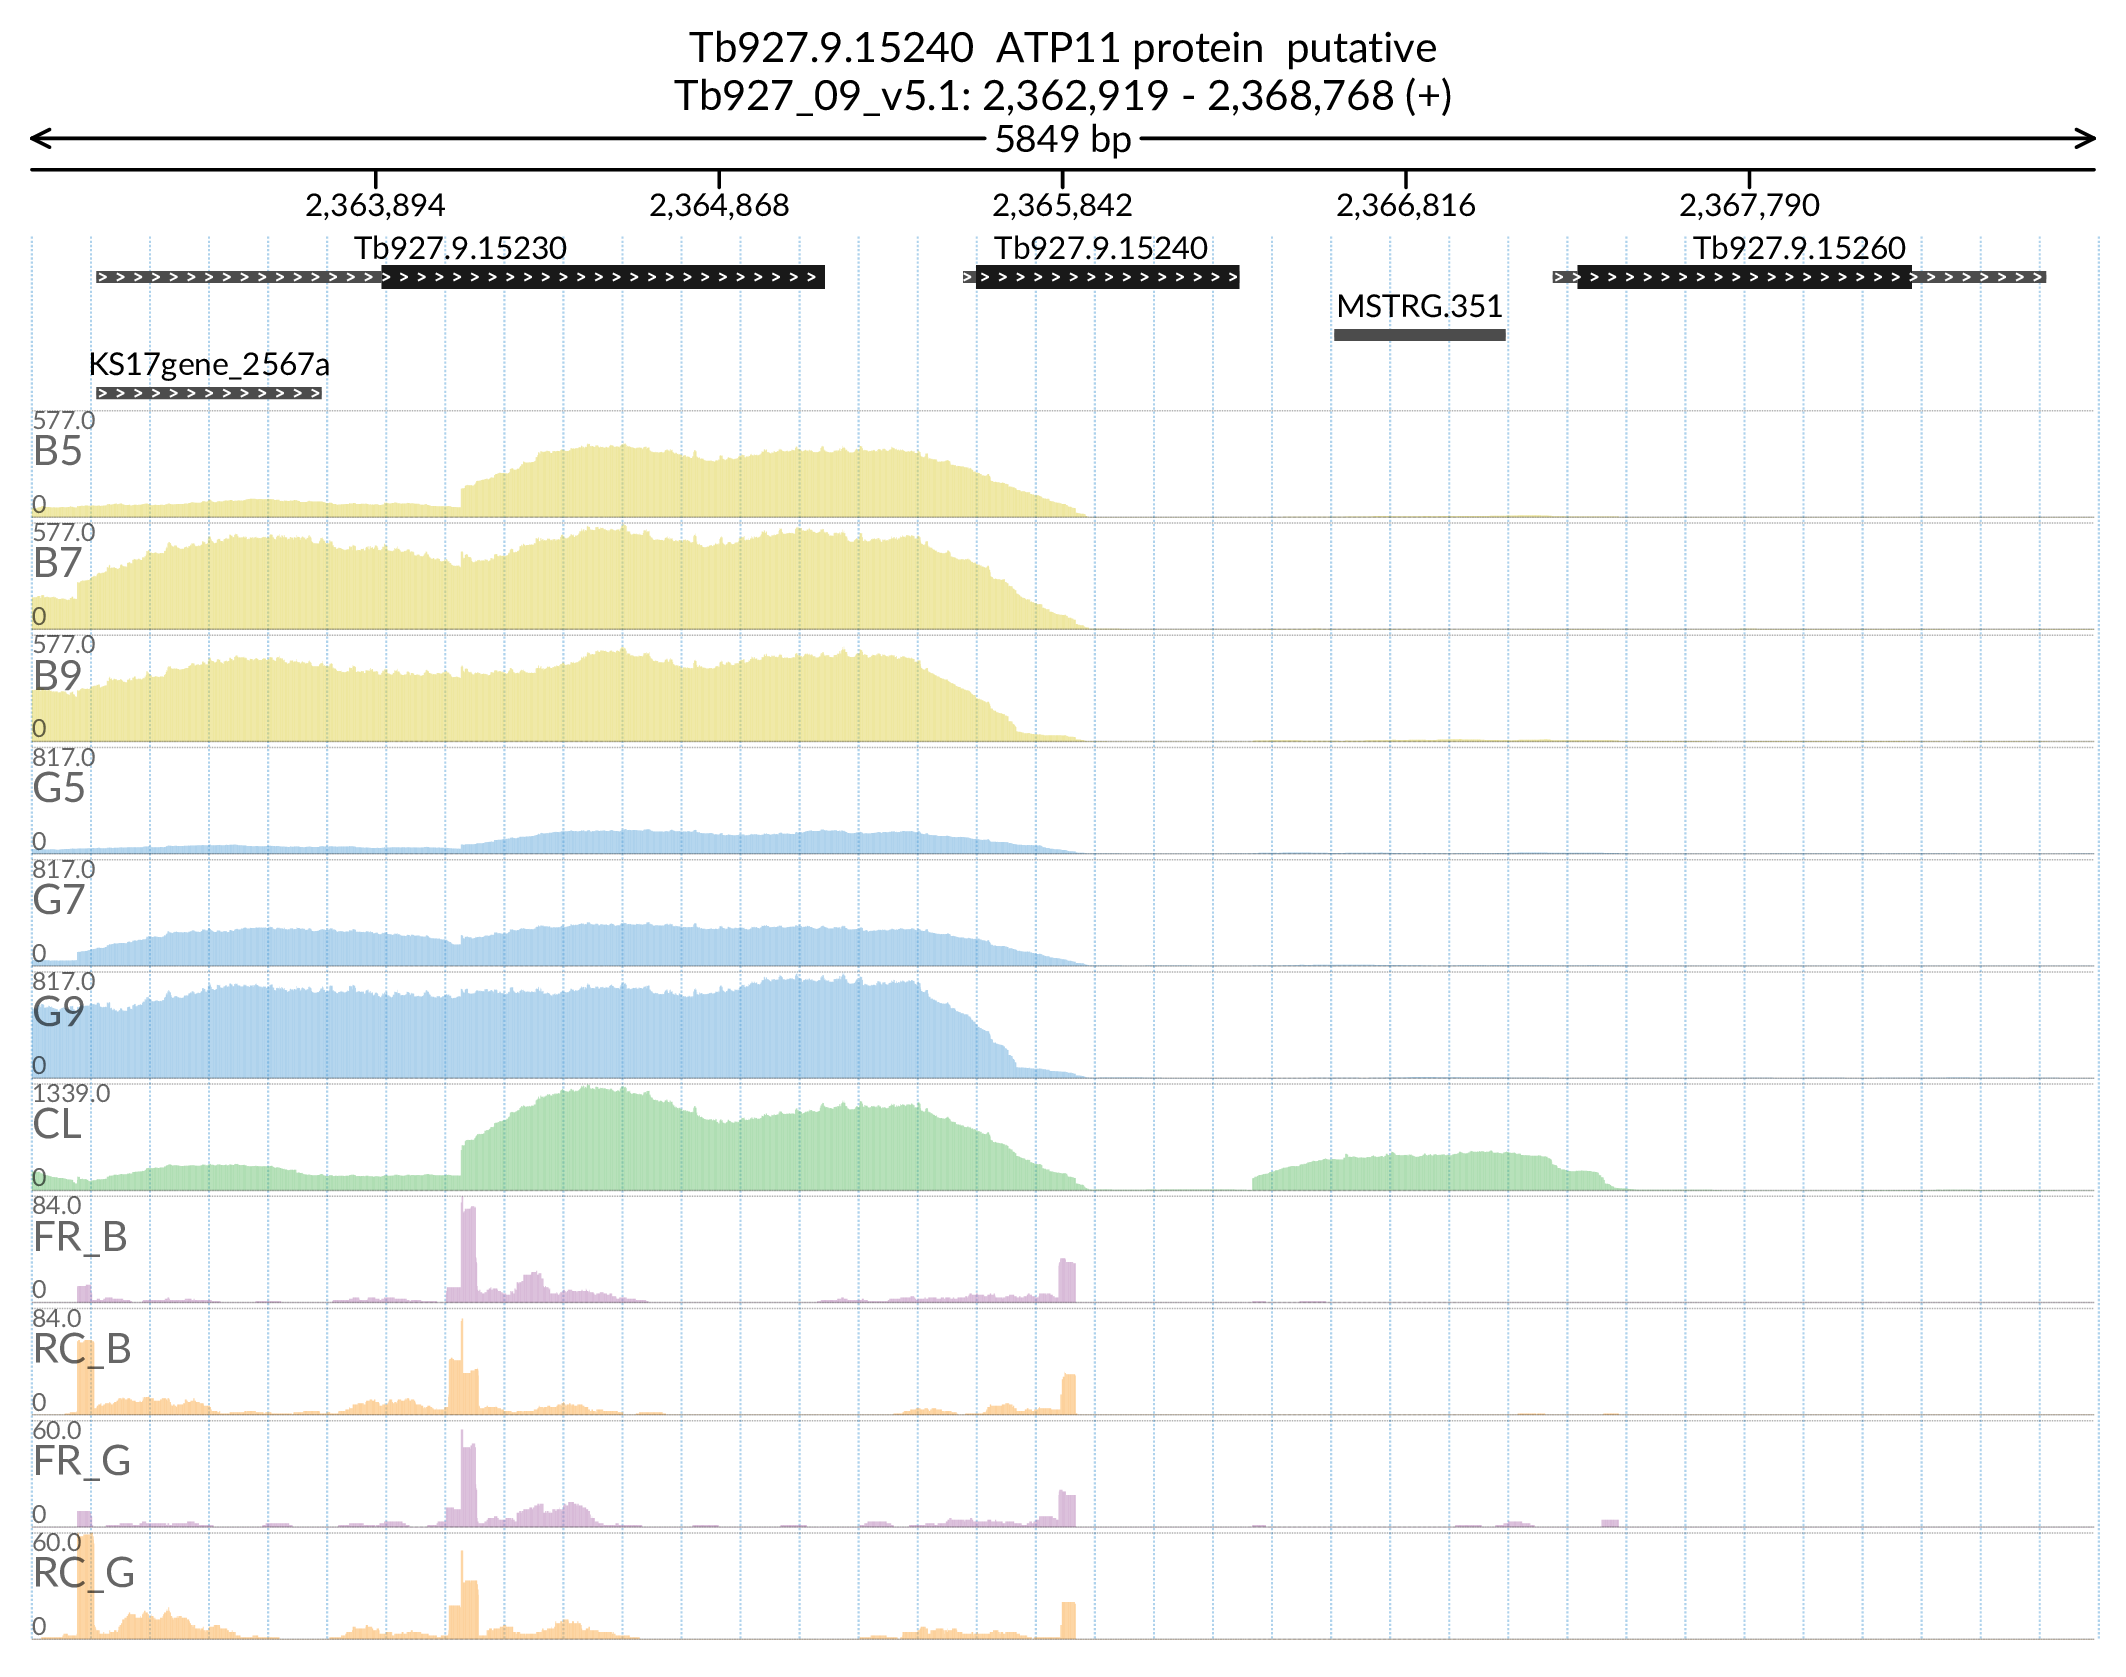 Tb927.9.15240  ATP11 protein  putative
Tb927_09_v5.1: 2,362,919 - 2,368,768 (+)
5849 bp
2,363,894 2,364,868 2,365,842 2,366,816 2,367,790
Tb927.9.15230 Tb927.9.15240 Tb927.9.15260
MSTRG.351
KS17gene_2567a
577.0
B5
0
577.0
B7
0
577.0
B9
0
817.0
G5
0
817.0
G7
0
817.0
G9
0
1339.0
CL
0
84.0
FR_B
0
84.0
RC_B
0
60.0
FR_G
0
60.0
RC_G
0